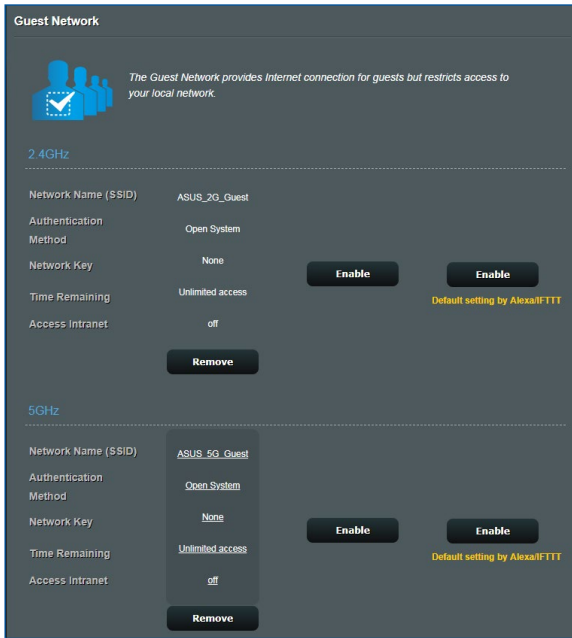 Guest Network
The Guest Network provides Internet connection for guests but restricts access to
your local network.
2.4GHz
Network Name (SSID) ASUS_2G_Guest
Authentication
Method Open System
Network Key None
Time Remaining Unlimited access
Access Intranet off
Enable Enable
Default setting by Alexa/IFTTT
Remove
5GHz
Network Name (SSID) ASUS_5G_Guest
Authentication
Method Open System
Network Key None
Time Remaining Unlimited access
Access Intranet off
Enable Enable
Default setting by Alexa/IFTTT
Remove